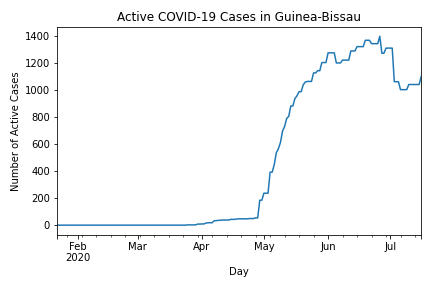 Active COVID-19 Cases in Guinea-Bissau
1400
1200
1000
800
600
400
200
0
Number of Active Cases
Feb
2020
Mar
Apr
May
Jun
Jul
Day